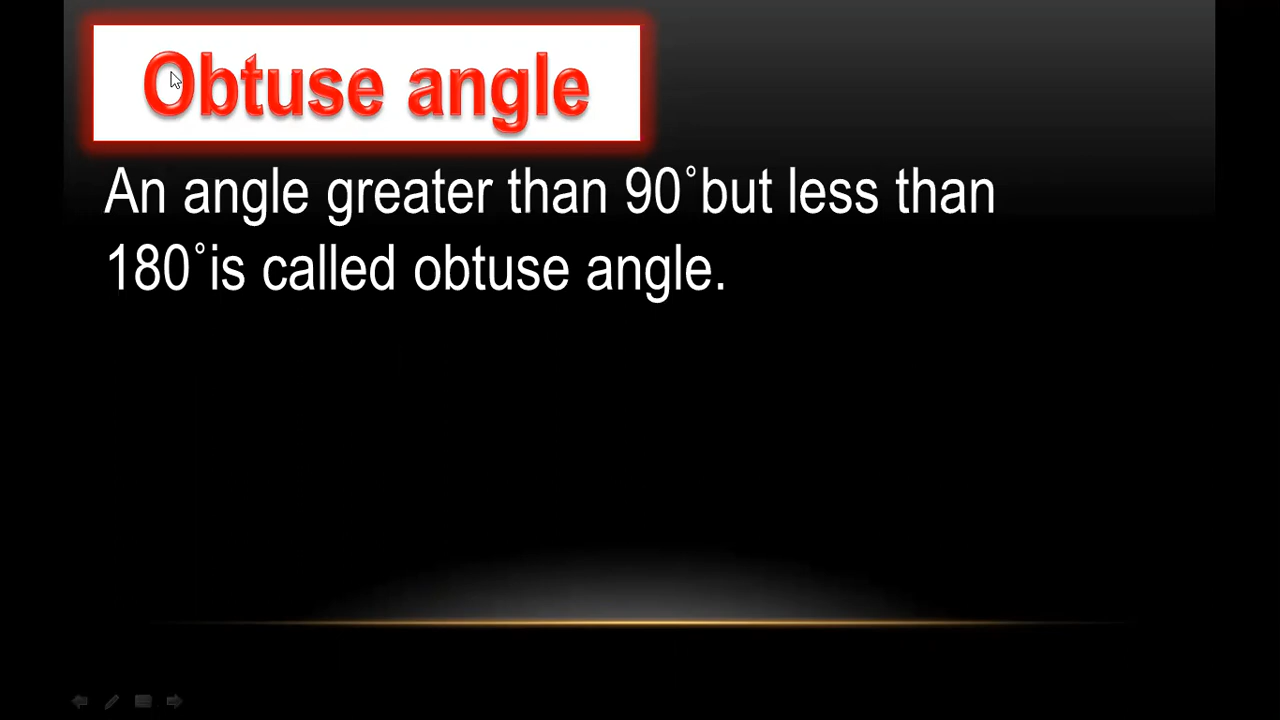 Obtuse angle
An angle greater than 90˚but less than
180˚is called obtuse angle.